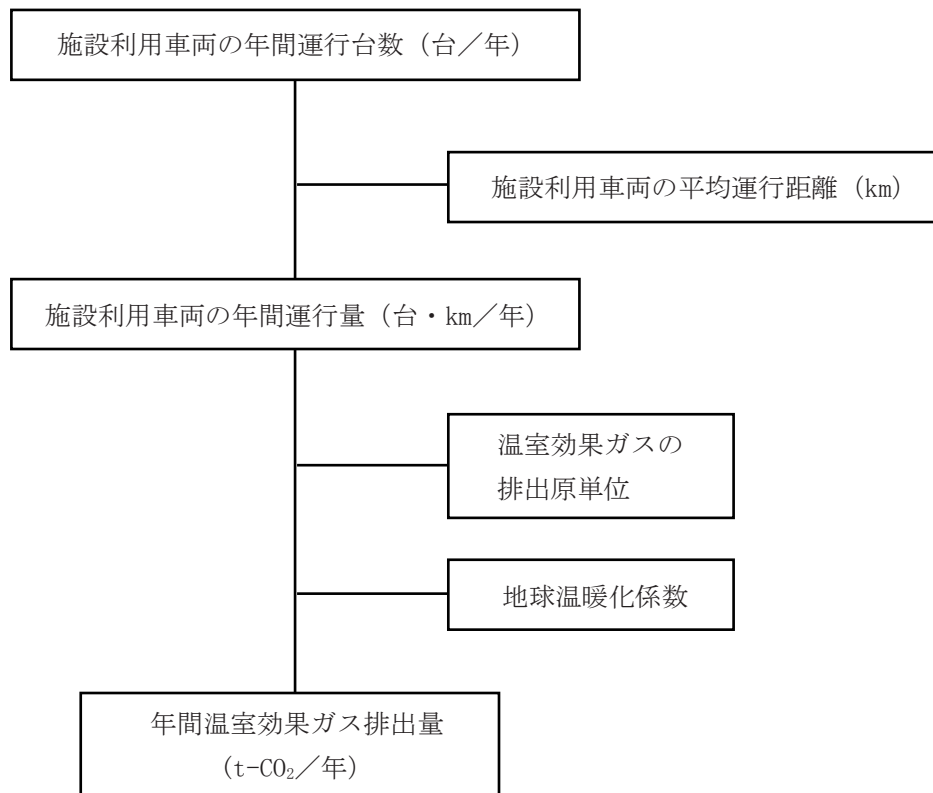 施設利用車両の年間運行台数（台／年）
施設利用車両の平均運行距離（km）
施設利用車両の年間運行量（台・km／年）
温室効果ガスの
排出原単位
地球温暖化係数
年間温室効果ガス排出量
（t-CO₂／年）